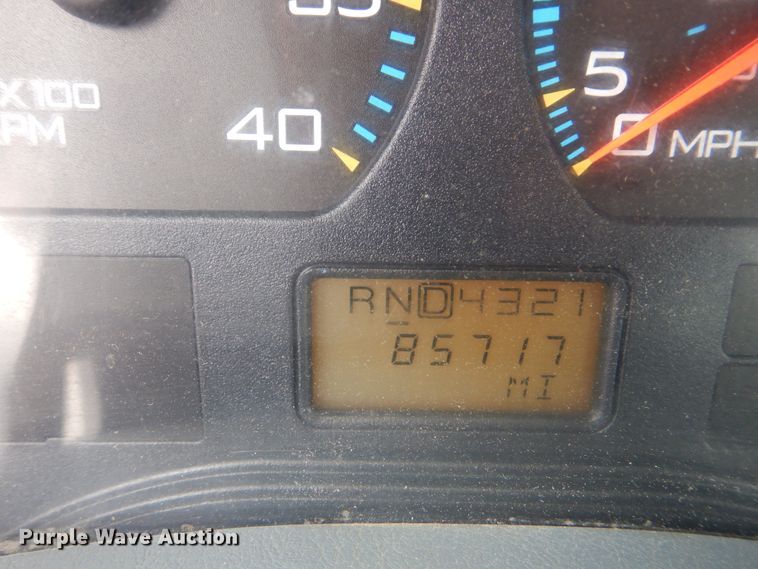 X100
RPM
40
5
0 MPH
RND4321
85717
MI
Purple Wave Auction